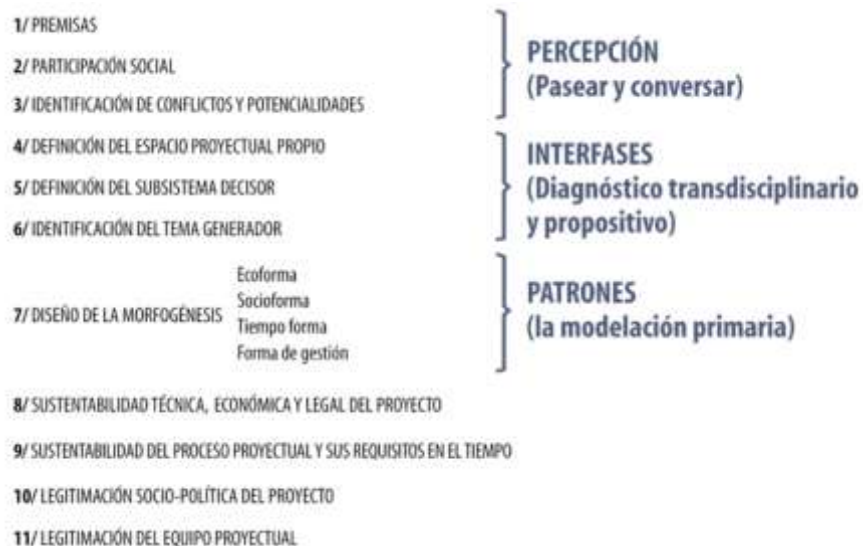 1/ PREMISAS
2/ PARTICIPACIÓN SOCIAL
3/ IDENTIFICACIÓN DE CONFLICTOS Y POTENCIALIDADES
PERCEPCIÓN
(Pasear y conversar)
4/ DEFINICIÓN DEL ESPACIO PROYECTUAL PROPIO
5/ DEFINICIÓN DEL SUBSISTEMA DECISOR
6/ IDENTIFICACIÓN DEL TEMA GENERADOR
INTERFASES
(Diagnóstico transdisciplinario
y propositivo)
7/ DISEÑO DE LA MORFOGÉNESIS
Ecoforma
Socioforma
Tiempo forma
Forma de gestión
PATRONES
(la modelación primaria)
8/ SUSTENTABILIDAD TÉCNICA, ECONÓMICA Y LEGAL DEL PROYECTO
9/ SUSTENTABILIDAD DEL PROCESO PROYECTUAL Y SUS REQUISITOS EN EL TIEMPO
10/ LEGITIMACIÓN SOCIO-POLÍTICA DEL PROYECTO
11/ LEGITIMACIÓN DEL EQUIPO PROYECTUAL